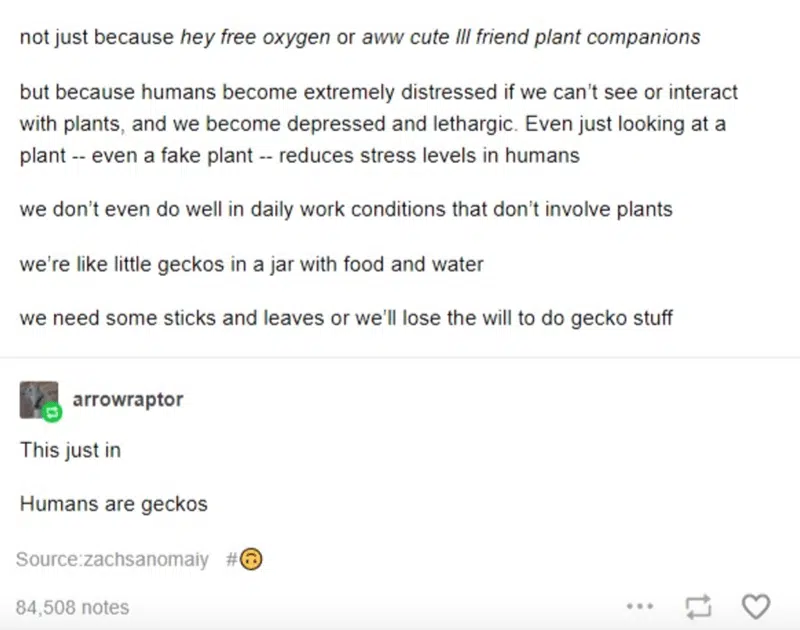 not just because hey free oxygen or aww cute lll friend plant companions
but because humans become extremely distressed if we can't see or interact
with plants, and we become depressed and lethargic. Even just looking at a
plant -- even a fake plant -- reduces stress levels in humans
we don't even do well in daily work conditions that don't involve plants
we're like little geckos in a jar with food and water
we need some sticks and leaves or we'll lose the will to do gecko stuff
arrowraptor
This just in
Humans are geckos
Source:zachsanomaiy #🙃
84,508 notes